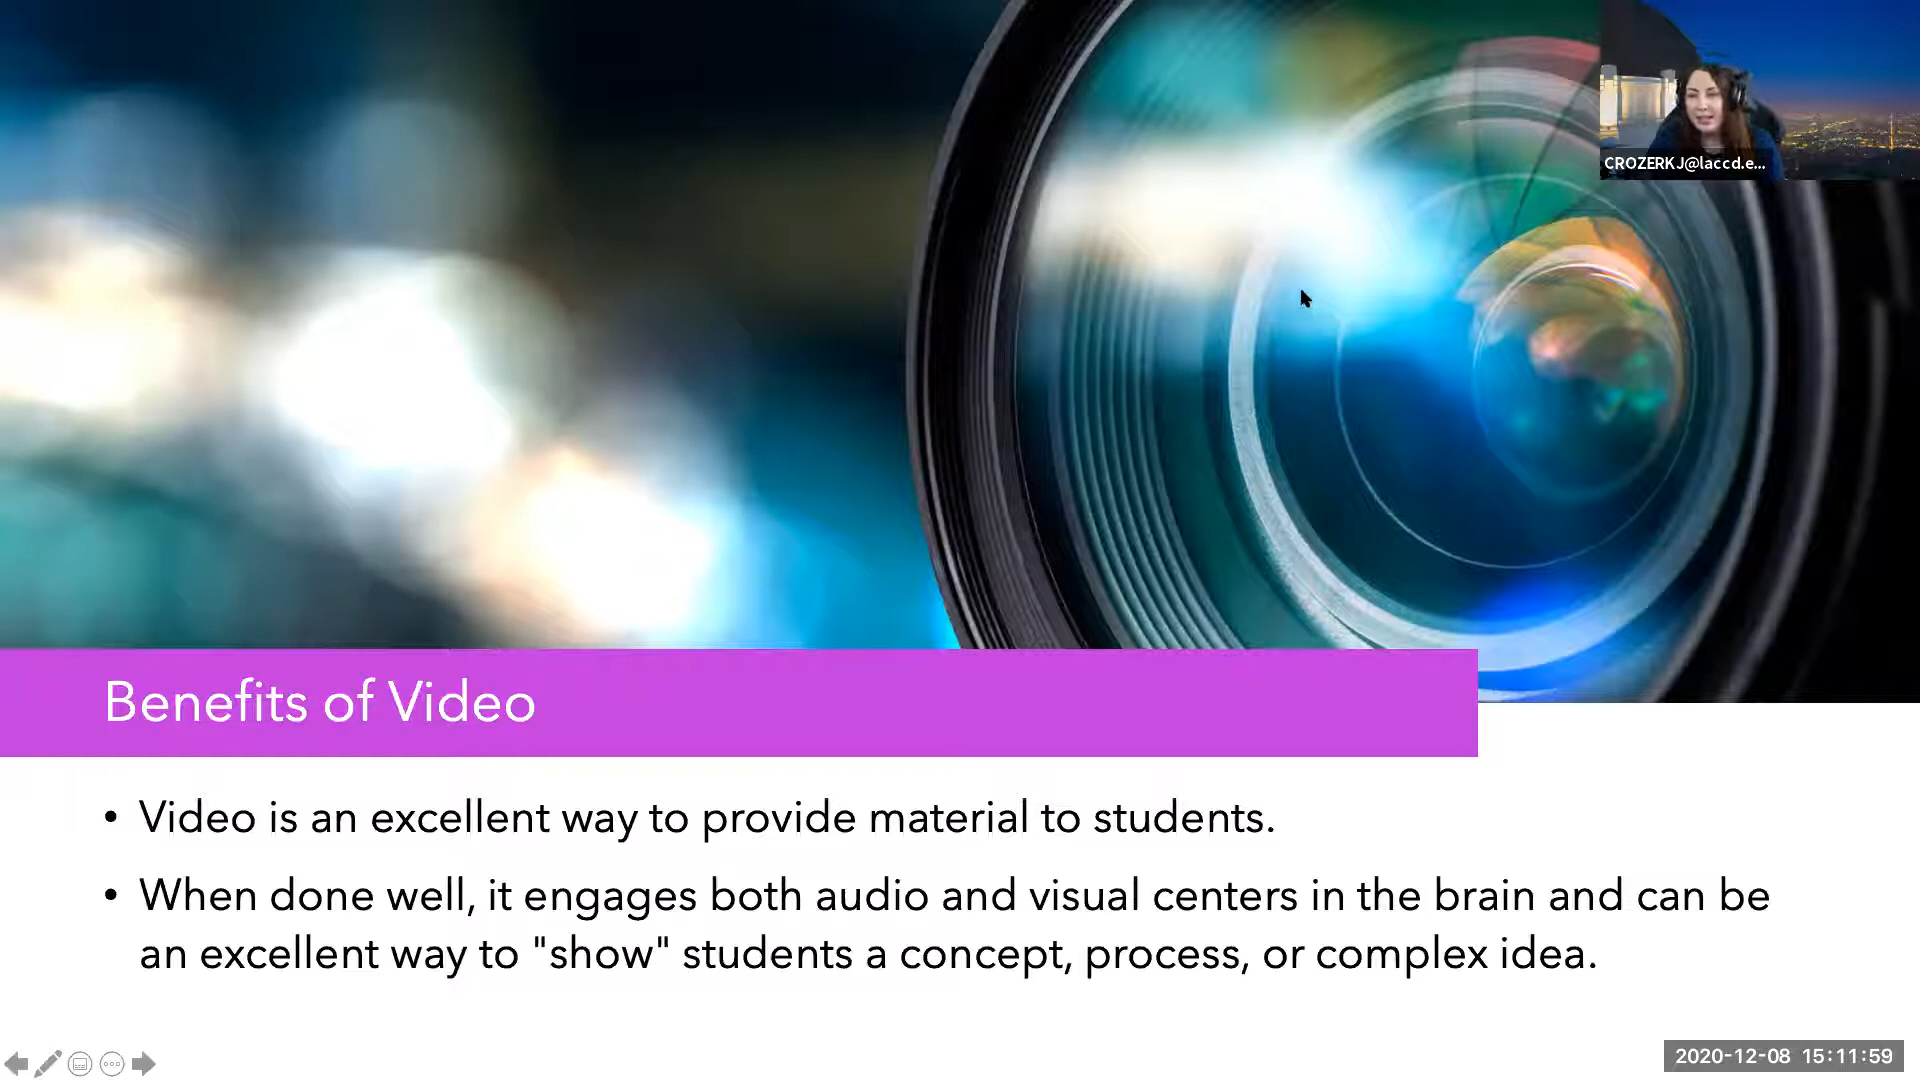 CROZERKJ@laccd.e...
Benefits of Video
• Video is an excellent way to provide material to students.
• When done well, it engages both audio and visual centers in the brain and can be
an excellent way to "show" students a concept, process, or complex idea.
2020-12-08 15:11:59